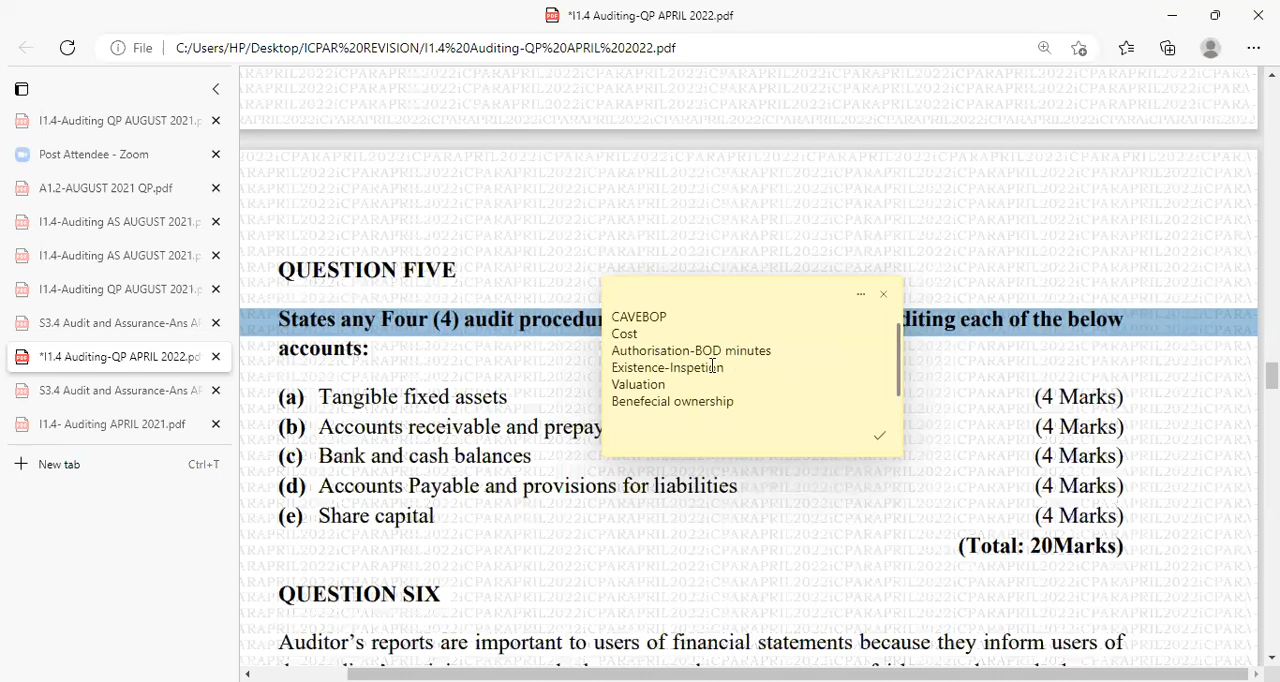 *I1.4 Auditing-QP APRIL 2022.pdf
File
C:/Users/HP/Desktop/ICPAR%20REVISION/I1.4%20Auditing-QP%20APRIL%202022.pdf
I1.4-Auditing QP AUGUST 2021.p
Post Attendee - Zoom
A1.2-AUGUST 2021 QP.pdf
I1.4-Auditing AS AUGUST 2021.p
I1.4-Auditing AS AUGUST 2021.p
I1.4-Auditing QP AUGUST 2021.p
S3.4 Audit and Assurance-Ans A
*I1.4 Auditing-QP APRIL 2022.pd
S3.4 Audit and Assurance-Ans A
I1.4- Auditing APRIL 2021.pdf
New tab Ctrl+T
QUESTION FIVE
States any Four (4) audit procedu
diting each of the below
accounts:
(a) Tangible fixed assets (4 Marks)
(b) Accounts receivable and prepay (4 Marks)
(c) Bank and cash balances (4 Marks)
(d) Accounts Payable and provisions for liabilities (4 Marks)
(e) Share capital (4 Marks)
(Total: 20Marks)
CAVEBOP
Cost
Authorisation-BOD minutes
Existence-Inspetion
Valuation
Benefecial ownership
QUESTION SIX
Auditor’s reports are important to users of financial statements because they inform users of